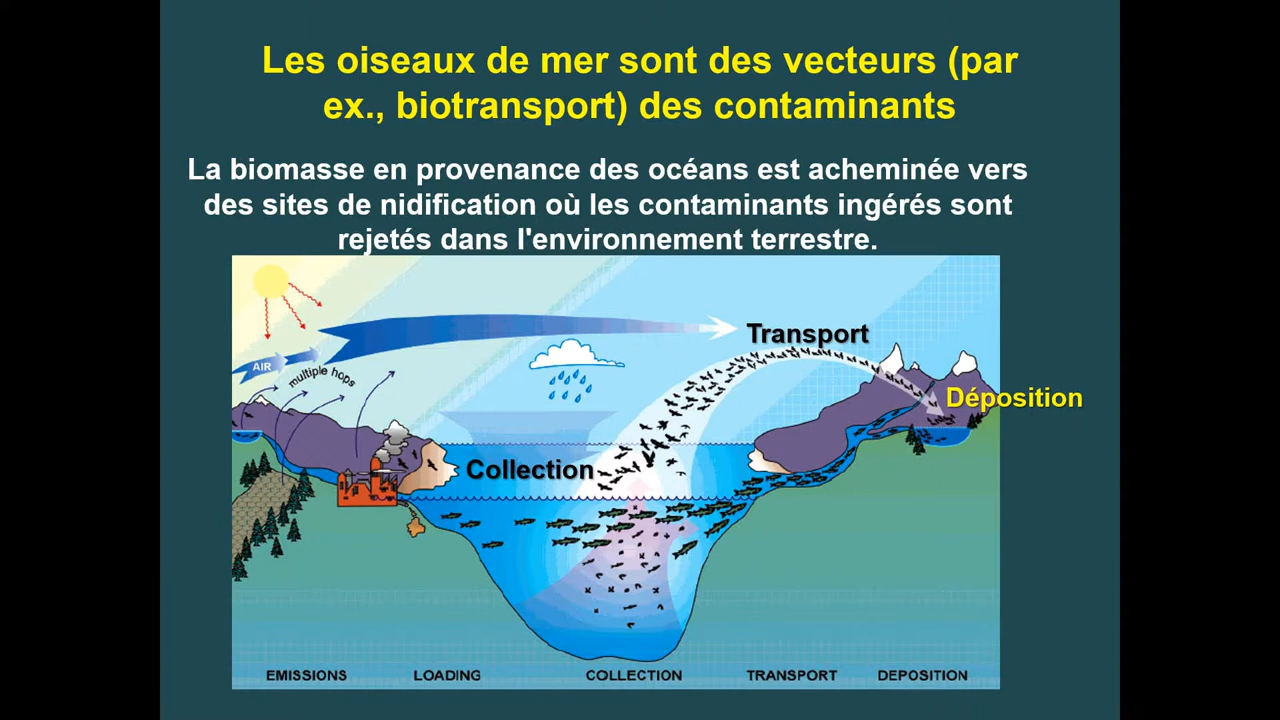 Les oiseaux de mer sont des vecteurs (par
ex., biotransport) des contaminants
La biomasse en provenance des océans est acheminée vers
des sites de nidification où les contaminants ingérés sont
rejetés dans l'environnement terrestre.
Transport
AIR
multiple hops
Déposition
Collection
EMISSIONS LOADING COLLECTION TRANSPORT DEPOSITION